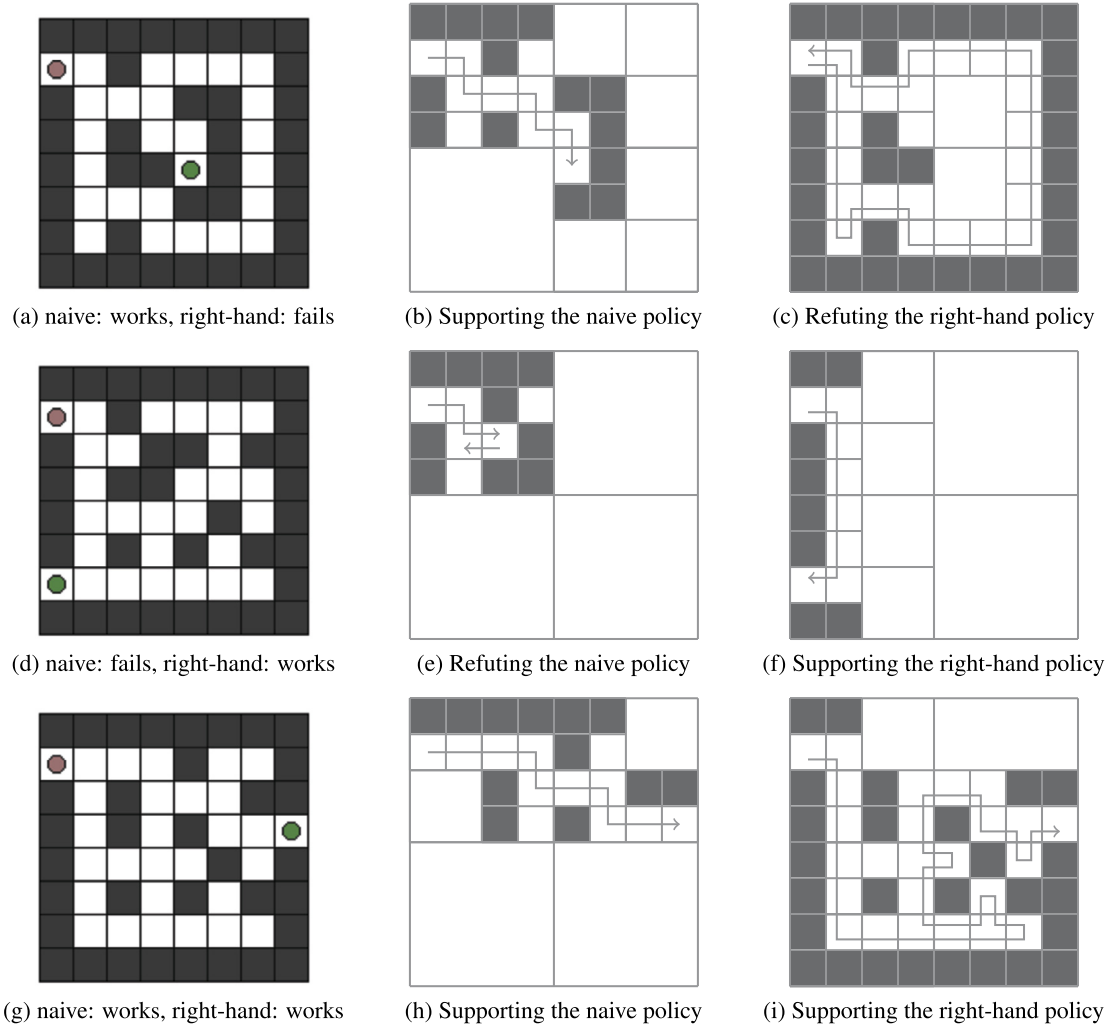 (a) naive: works, right-hand: fails
(b) Supporting the naive policy
(c) Refuting the right-hand policy
(d) naive: fails, right-hand: works
(e) Refuting the naive policy
(f) Supporting the right-hand policy
(g) naive: works, right-hand: works
(h) Supporting the naive policy
(i) Supporting the right-hand policy